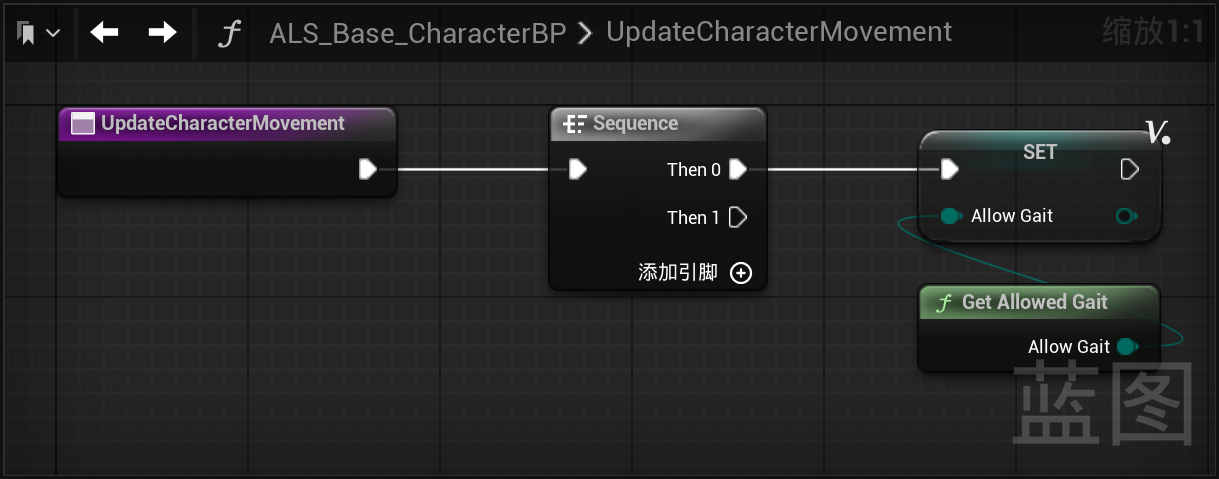 ALS_Base_CharacterBP > UpdateCharacterMovement
缩放1:1
UpdateCharacterMovement
Sequence
Then 0
Then 1
添加引脚
SET
Allow Gait
Get Allowed Gait
Allow Gait
蓝图